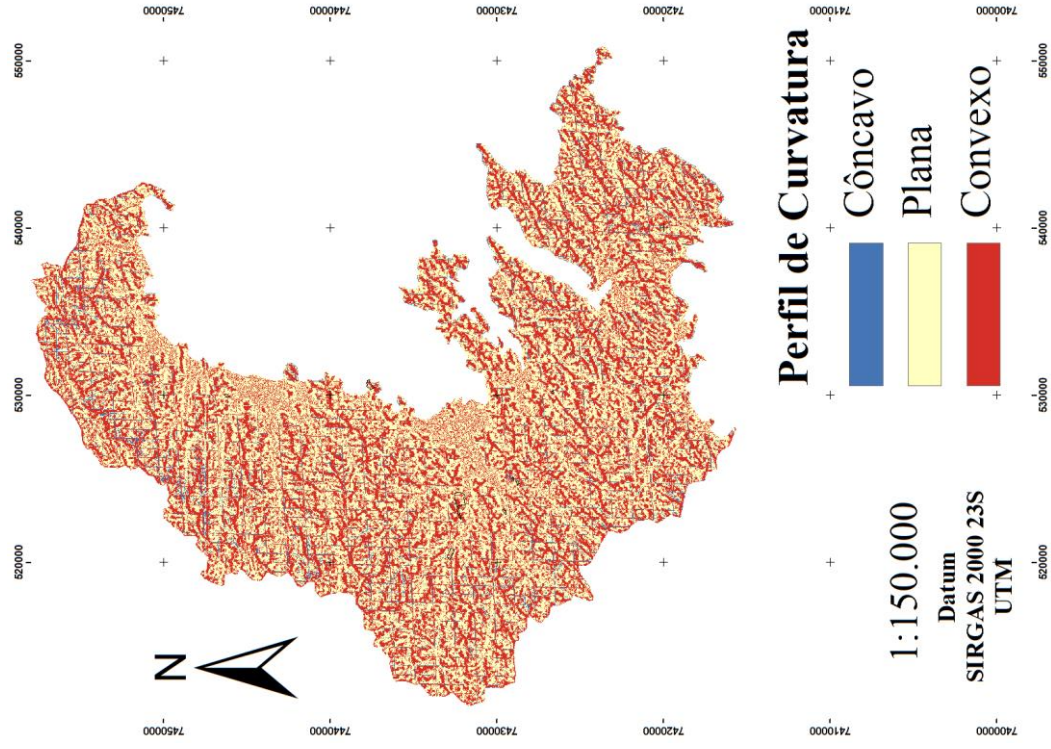 520000 530000 540000 550000
N
7450000 7450000
7440000 7440000
7430000 7430000
7420000 7420000
7410000 7410000
7400000 7400000
Perfil de Curvatura
Côncavo
Plana
Convexo
1:150.000
Datum
SIRGAS 2000 23S
UTM
520000 530000 540000 550000